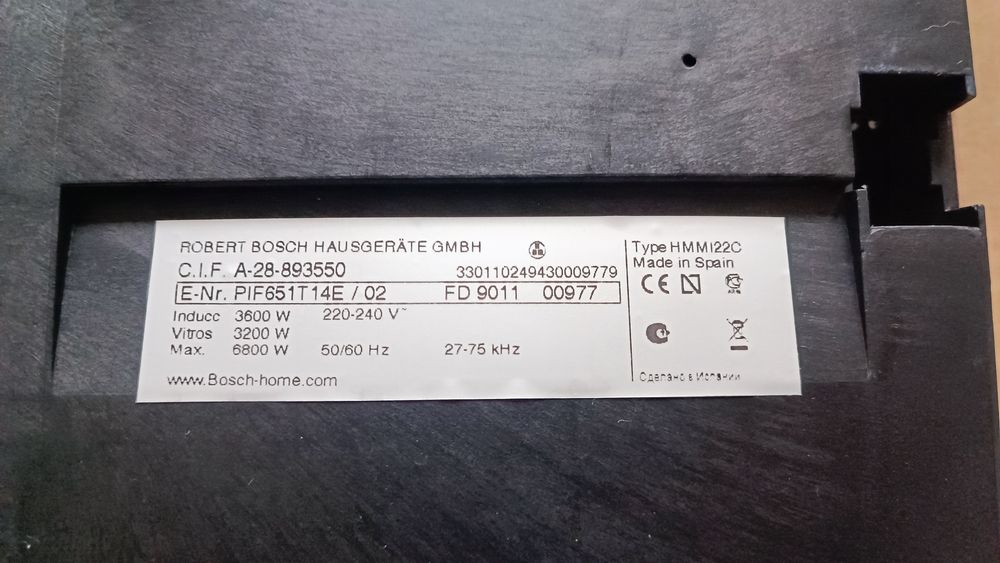 ROBERT BOSCH HAUSGERÄTE GMBH
C.I.F. A-28-893550
330110249430009779
E-Nr. PIF651T14E / 02 FD 9011 00977
Inducc 3600 W 220-240 V~
Vitros 3200 W
Max. 6800 W 50/60 Hz 27-75 kHz
www.Bosch-home.com
Type HMMI22C
Made in Spain
CE
Сделано в Испании